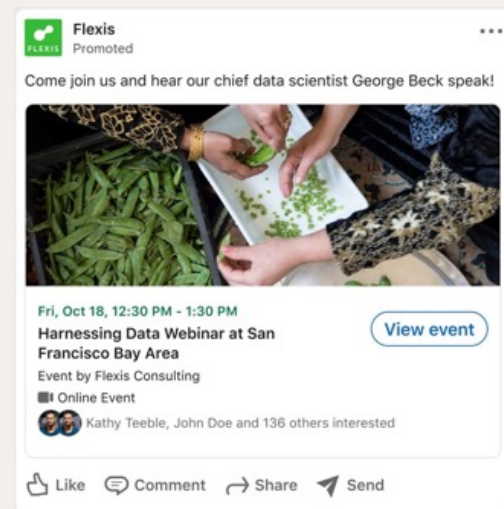 FLEXIS
Flexis
Promoted
Come join us and hear our chief data scientist George Beck speak!
Fri, Oct 18, 12:30 PM - 1:30 PM
Harnessing Data Webinar at San
Francisco Bay Area
View event
Event by Flexis Consulting
Online Event
Kathy Teeble, John Doe and 136 others interested
Like Comment Share Send